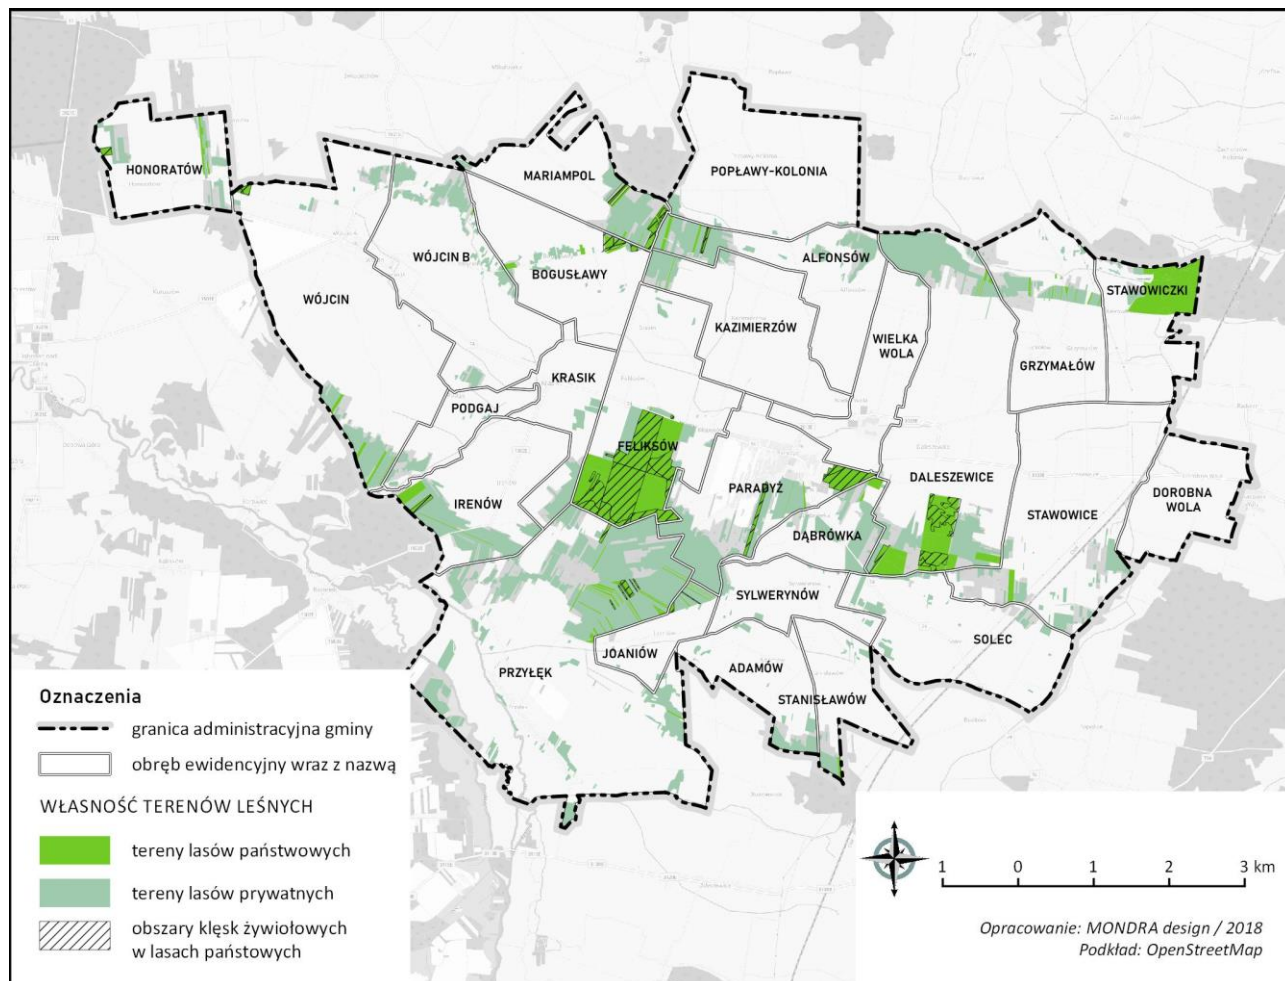 HONORATÓW
MARIAMPOL
POPŁAWY-KOLONIA
WÓJCIN B
BOGUSŁAWY
ALFONSÓW
STAWOWICZKI
WÓJCIN
KAZIMIERZÓW
WIELKA
WOLA
GRZYMAŁÓW
KRASIK
PODGAJ
FELIKSÓW
PARADYŻ
DALESZEWICE
DOROBNA
WOLA
IRENÓW
DĄBRÓWKA
STAWOWICE
SYLWERYNÓW
SOLEC
JOANIÓW
ADAMÓW
PRZYŁĘK
STANISŁAWÓW
Oznaczenia
granica administracyjna gminy
obręb ewidencyjny wraz z nazwą
WŁASNOŚĆ TERENÓW LEŚNYCH
tereny lasów państwowych
tereny lasów prywatnych
obszary klęsk żywiołowych
w lasach państowych
1 0 1 2 3 km
Opracowanie: MONDRA design / 2018
Podkład: OpenStreetMap